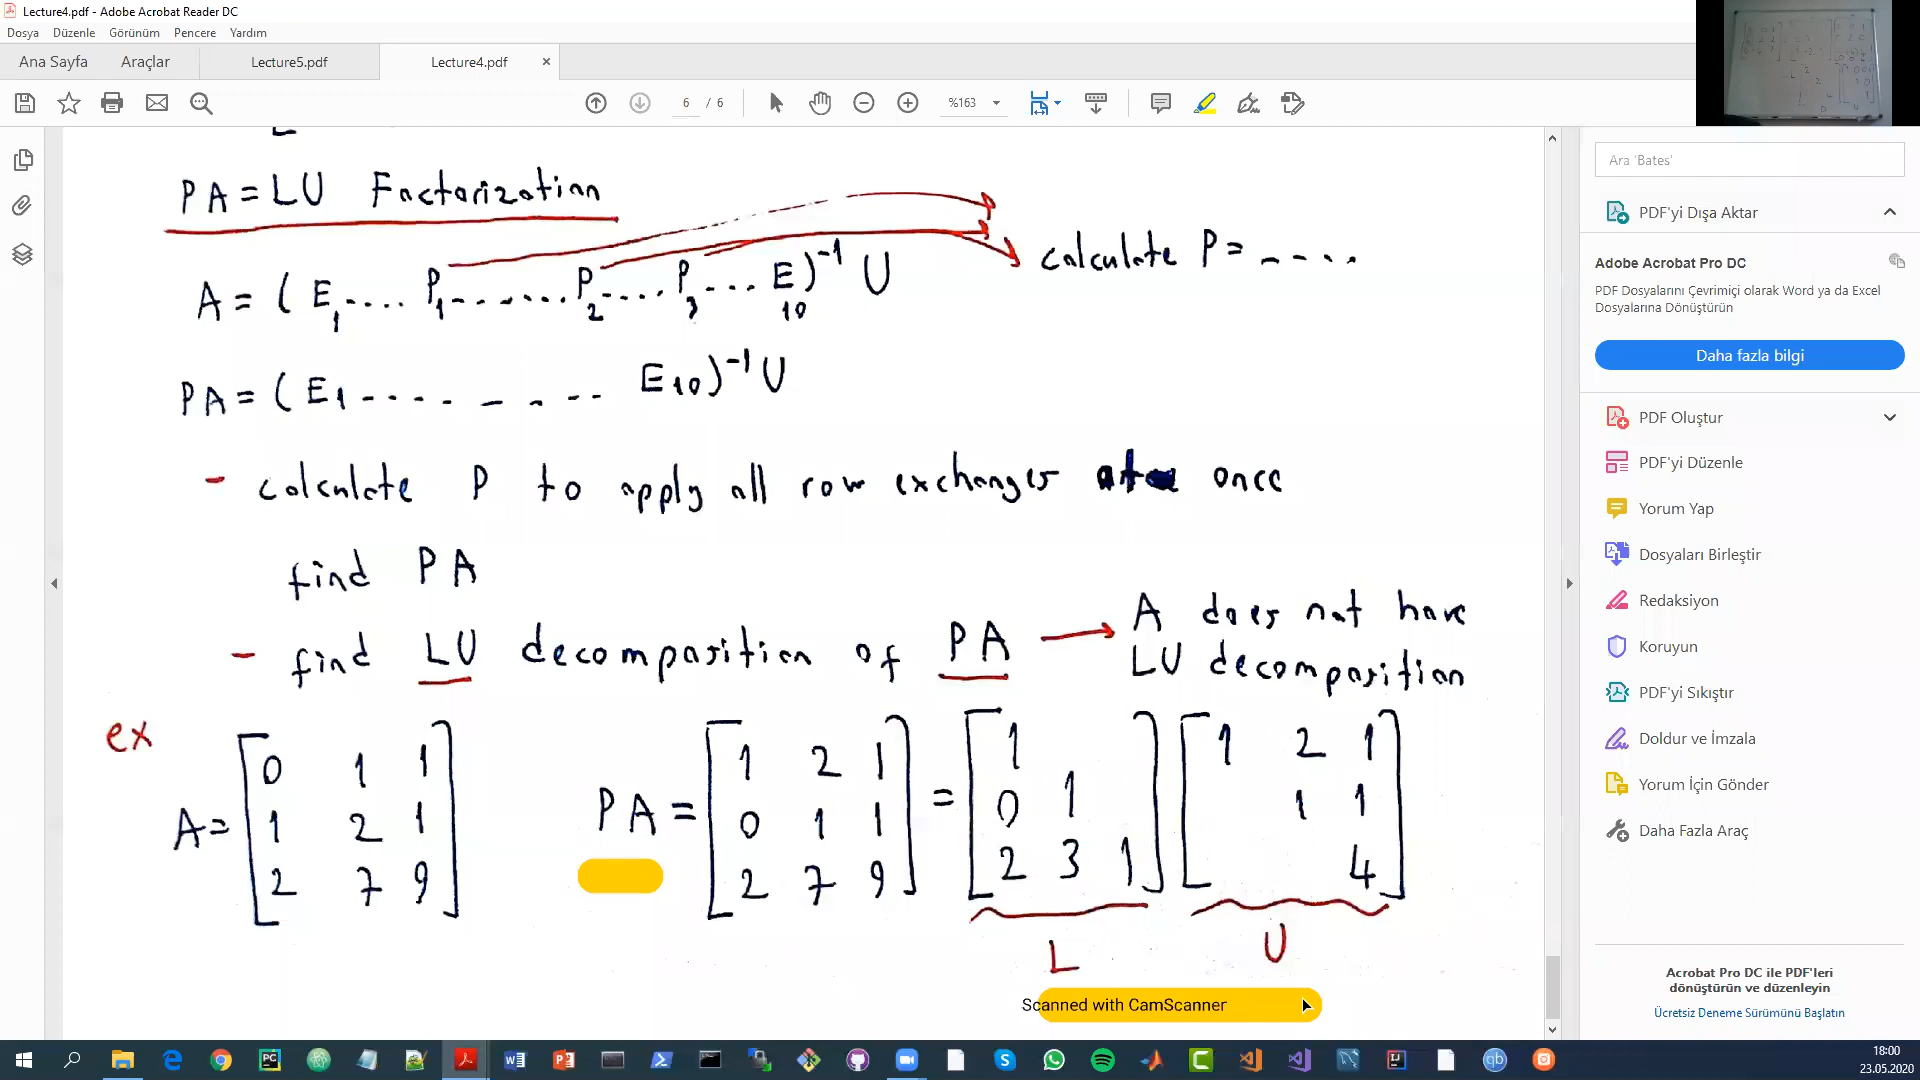 Lecture4.pdf - Adobe Acrobat Reader DC
Dosya Düzenle Görünüm Pencere Yardım
Ana Sayfa Araçlar Lecture5.pdf Lecture4.pdf ×
6 / 6 %163
PA = LU Factorization
A = ( E1 .... P1 ....... P2 .... P3 ... E10 )⁻¹ U calculate P = ....
PA = ( E1 ........ E10 )⁻¹ U
- calculate P to apply all row exchanges at once
find PA
- find LU decomposition of PA → A does not have
LU decomposition
ex
A = [ 0 1 1
1 2 1
2 7 9 ]
PA = [ 1 2 1
0 1 1
2 7 9 ]
= [ 1
0 1
2 3 1 ]
[ 1 2 1
1 1
4 ]
L U
Scanned with CamScanner
Ara 'Bates'
PDF'yi Dışa Aktar
Adobe Acrobat Pro DC
PDF Dosyalarını Çevrimiçi olarak Word ya da Excel
Dosyalarına Dönüştürün
Daha fazla bilgi
PDF Oluştur
PDF'yi Düzenle
Yorum Yap
Dosyaları Birleştir
Redaksiyon
Koruyun
PDF'yi Sıkıştır
Doldur ve İmzala
Yorum İçin Gönder
Daha Fazla Araç
Acrobat Pro DC ile PDF'leri
dönüştürün ve düzenleyin
Ücretsiz Deneme Sürümünü Başlatın
18:00
23.05.2020